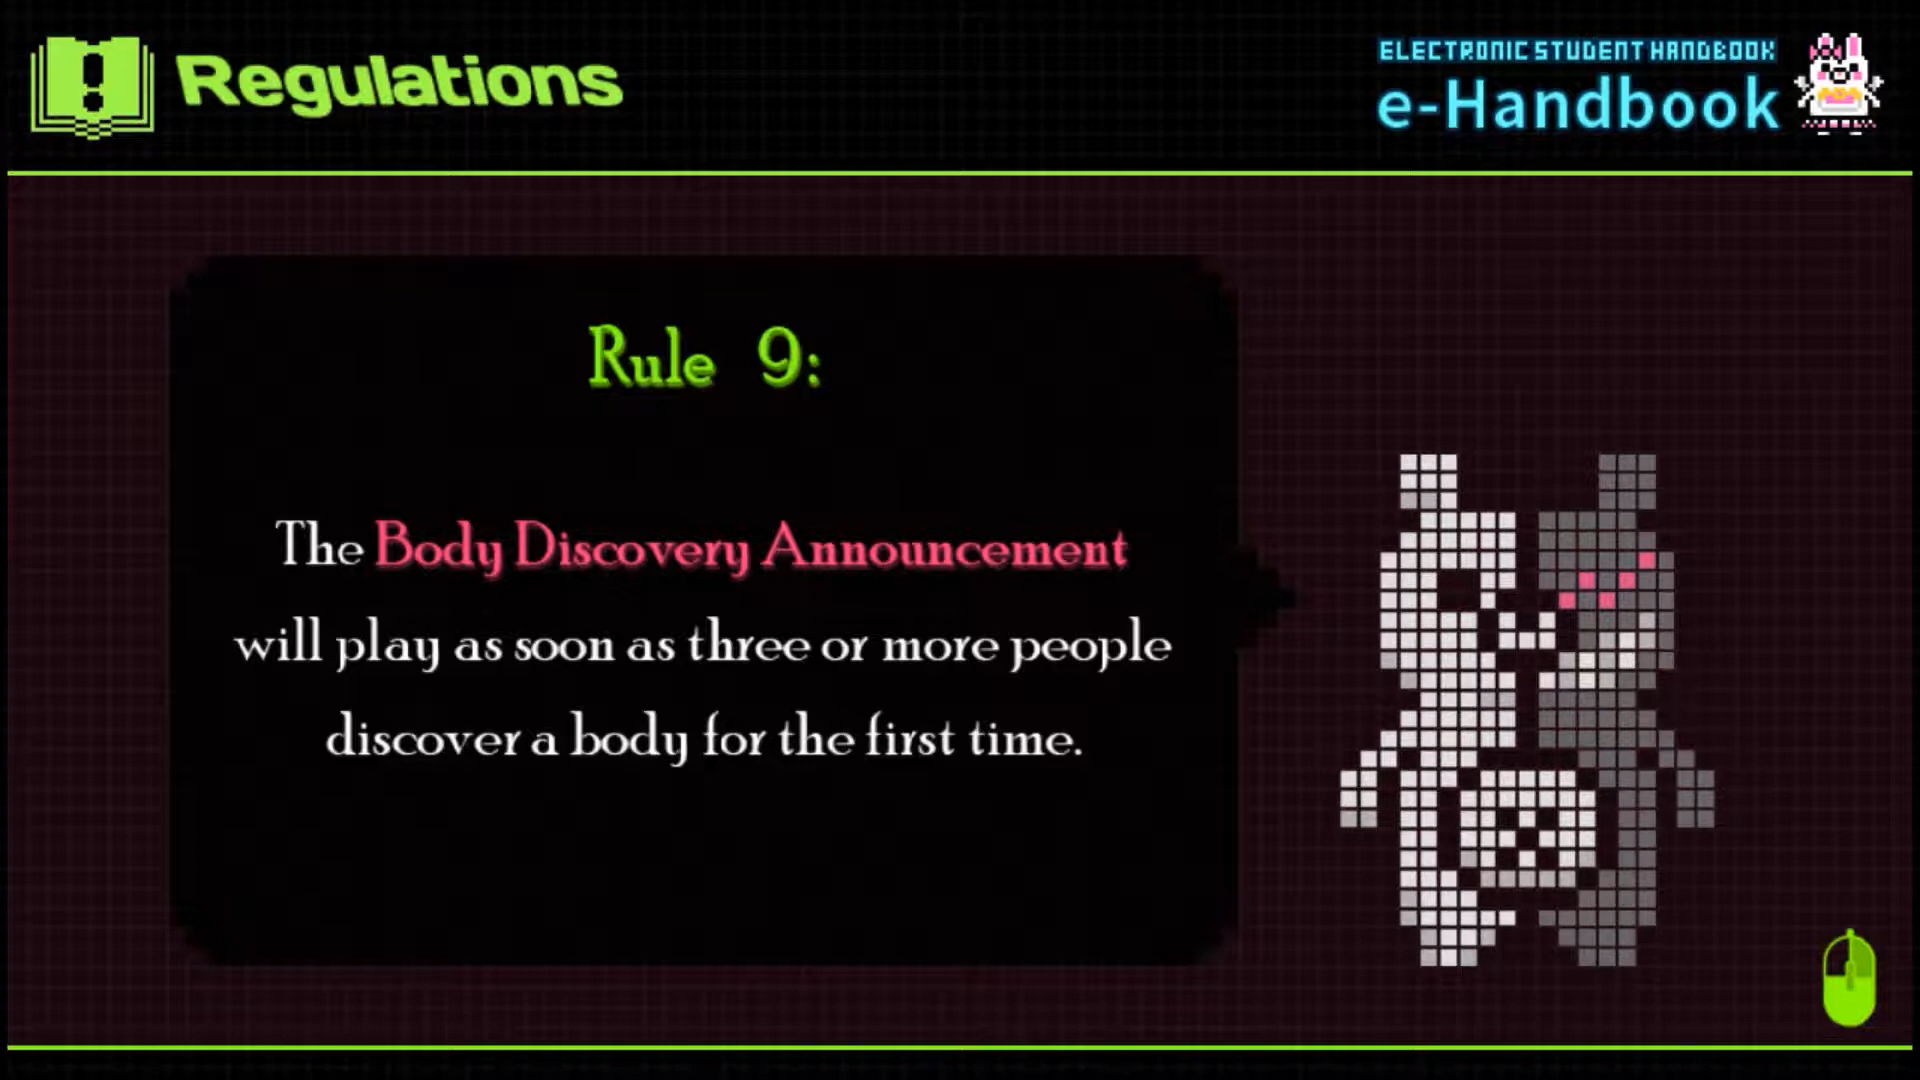 Regulations
ELECTRONIC STUDENT HANDBOOK
e-Handbook
Rule 9:
The Body Discovery Announcement
will play as soon as three or more people
discover a body for the first time.